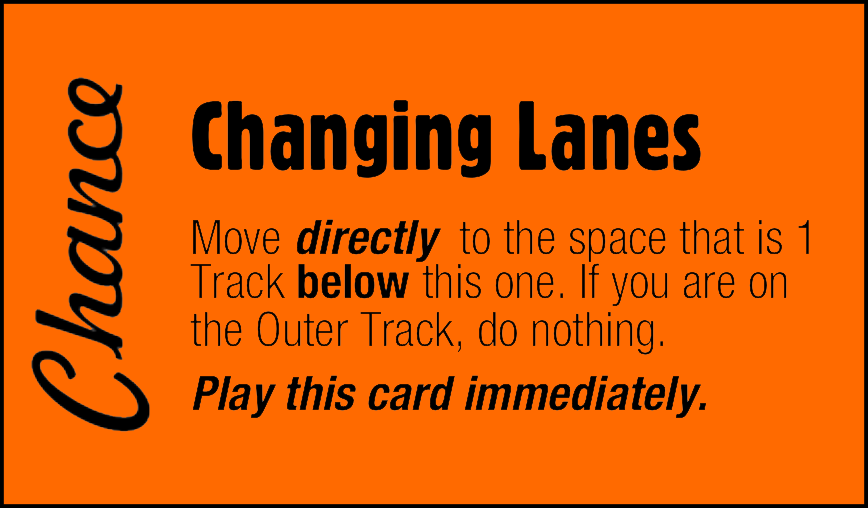 Chance
Changing Lanes
Move directly to the space that is 1
Track below this one. If you are on
the Outer Track, do nothing.
Play this card immediately.